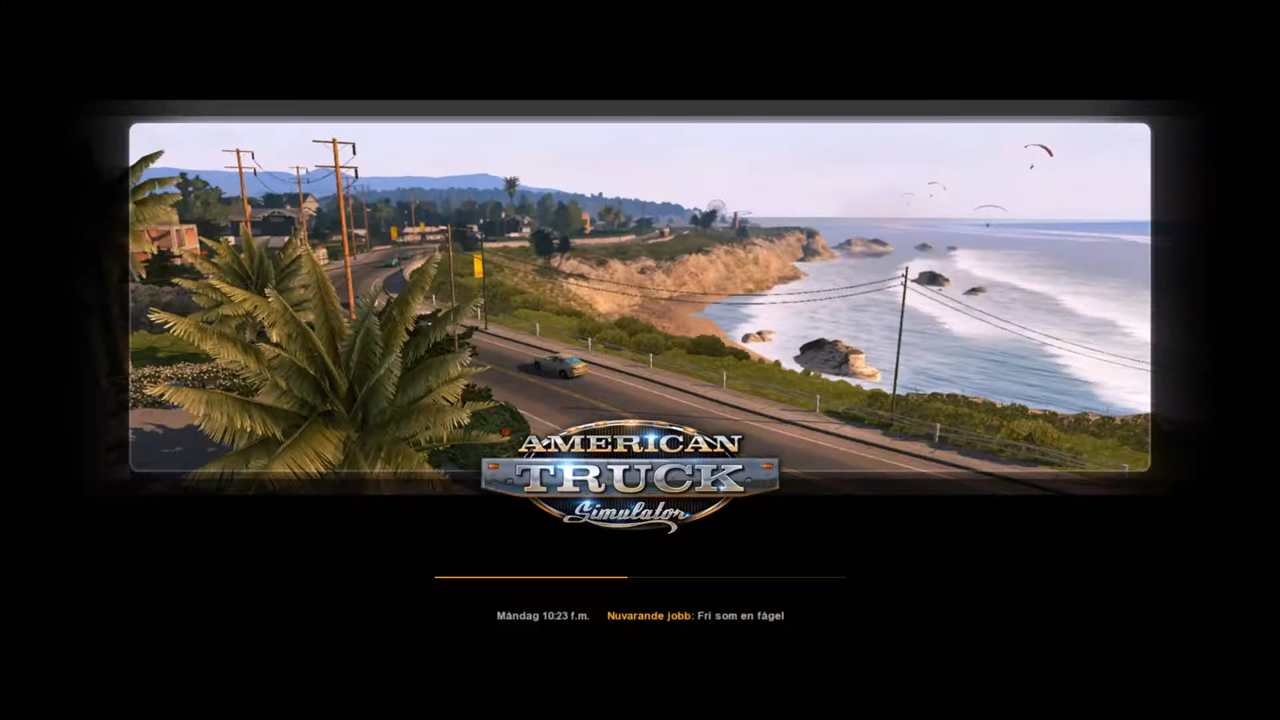 AMERICAN
TRUCK
Simulator
Måndag 10:23 f.m. Nuvarande jobb: Fri som en fågel